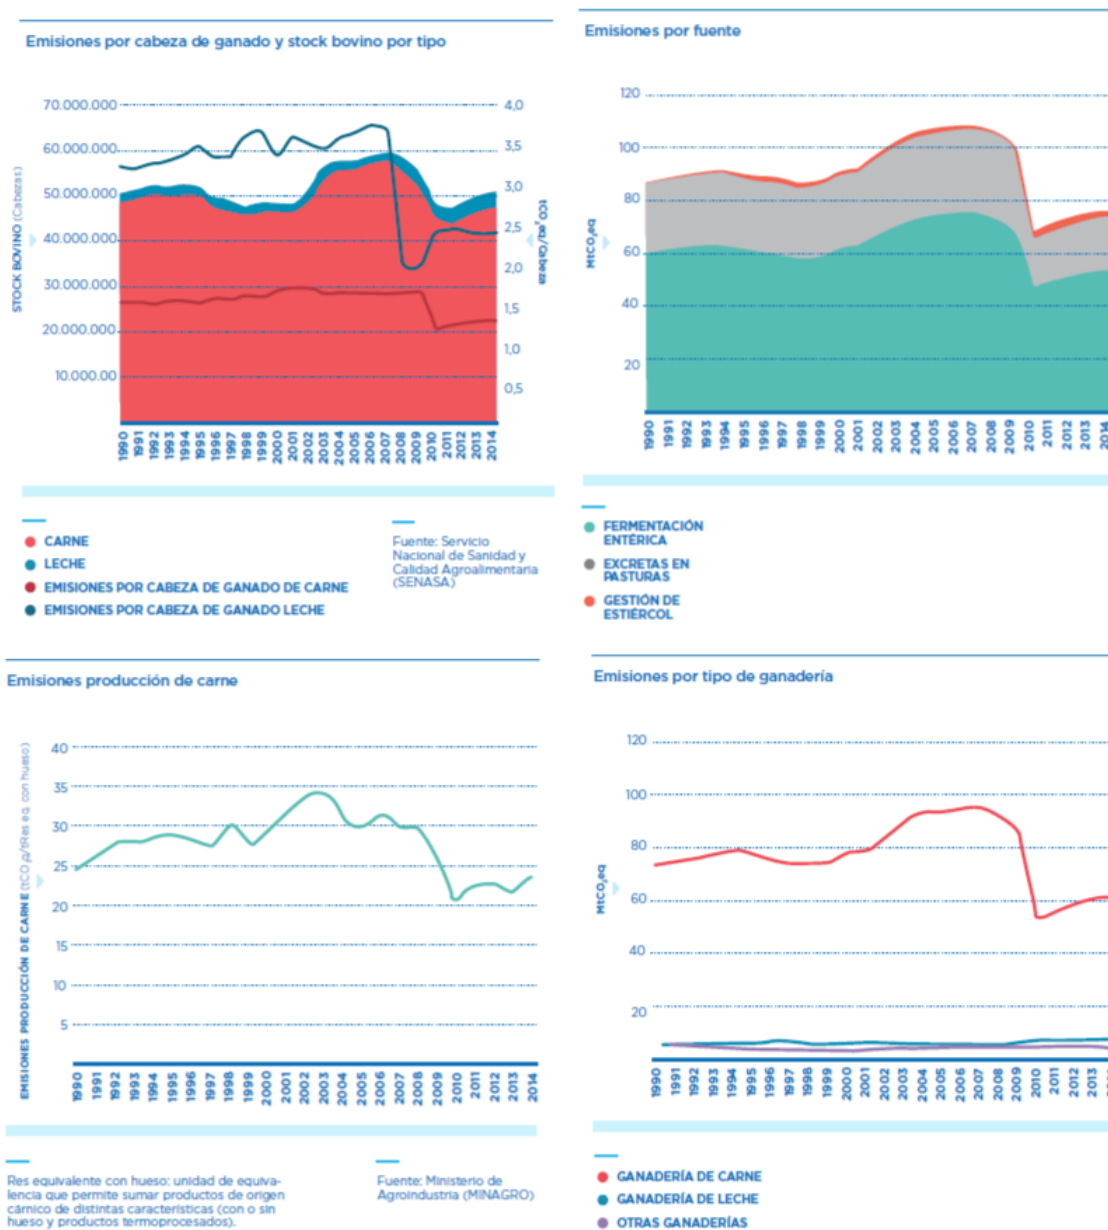 Emisiones por cabeza de ganado y stock bovino por tipo
70.000.000
60.000.000
50.000.000
40.000.000
30.000.000
20.000.000
10.000.00
STOCK BOVINO (Cabezas)
4,0
3,5
3,0
2,5
2,0
1,5
1,0
0,5
tCO₂eq/Cabeza
1990 1991 1992 1993 1994 1995 1996 1997 1998 1999 2000 2001 2002 2003 2004 2005 2006 2007 2008 2009 2010 2011 2012 2013 2014
CARNE
LECHE
EMISIONES POR CABEZA DE GANADO DE CARNE
EMISIONES POR CABEZA DE GANADO LECHE
Fuente: Servicio
Nacional de Sanidad y
Calidad Agroalimentaria
(SENASA)
Emisiones por fuente
120
100
80
60
40
20
MtCO₂eq
1990 1991 1992 1993 1994 1995 1996 1997 1998 1999 2000 2001 2002 2003 2004 2005 2006 2007 2008 2009 2010 2011 2012 2013 2014
FERMENTACIÓN
ENTÉRICA
EXCRETAS EN
PASTURAS
GESTIÓN DE
ESTIÉRCOL
Emisiones producción de carne
40
35
30
25
20
15
10
5
EMISIONES PRODUCCIÓN DE CARNE (tCO₂/tRes eq. con hueso)
1990 1991 1992 1993 1994 1995 1996 1997 1998 1999 2000 2001 2002 2003 2004 2005 2006 2007 2008 2009 2010 2011 2012 2013 2014
Res equivalente con hueso: unidad de equiva-
lencia que permite sumar productos de origen
cárnico de distintas características (con o sin
hueso y productos termoprocesados).
Fuente: Ministerio de
Agroindustria (MINAGRO)
Emisiones por tipo de ganadería
120
100
80
60
40
20
MtCO₂eq
1990 1991 1992 1993 1994 1995 1996 1997 1998 1999 2000 2001 2002 2003 2004 2005 2006 2007 2008 2009 2010 2011 2012 2013
GANADERÍA DE CARNE
GANADERÍA DE LECHE
OTRAS GANADERÍAS